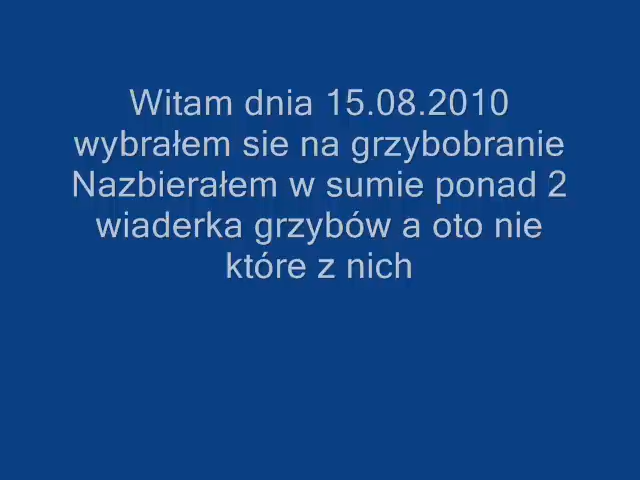 Witam dnia 15.08.2010
wybrałem sie na grzybobranie
Nazbierałem w sumie ponad 2
wiaderka grzybów a oto nie
które z nich